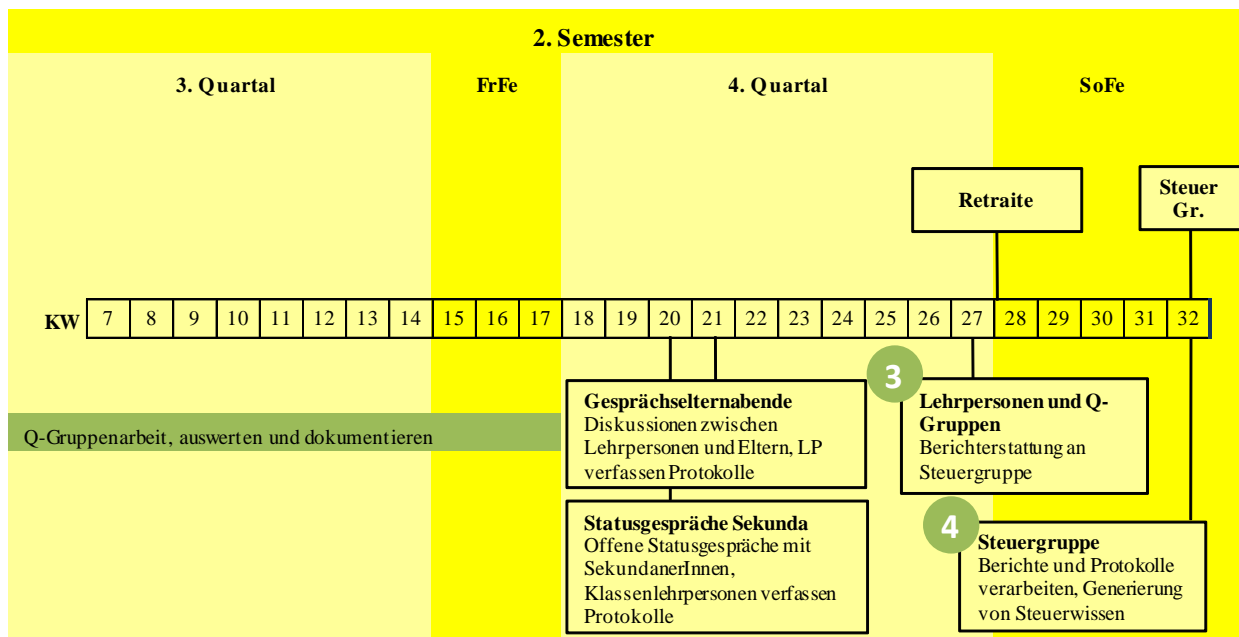 2. Semester
3. Quartal
FrFe
4. Quartal
SoFe
Retraite
Steuer
Gr.
KW 7 8 9 10 11 12 13 14 15 16 17 18 19 20 21 22 23 24 25 26 27 28 29 30 31 32
Q-Gruppenarbeit, auswerten und dokumentieren
Gesprächselternabende
Diskussionen zwischen
Lehrpersonen und Eltern, LP
verfassen Protokolle
Statusgespräche Sekunda
Offene Statusgespräche mit
SekundanerInnen,
Klassenlehrpersonen verfassen
Protokolle
3
Lehrpersonen und Q-
Gruppen
Berichterstattung an
Steuergruppe
4
Steuergruppe
Berichte und Protokolle
verarbeiten, Generierung
von Steuerwissen